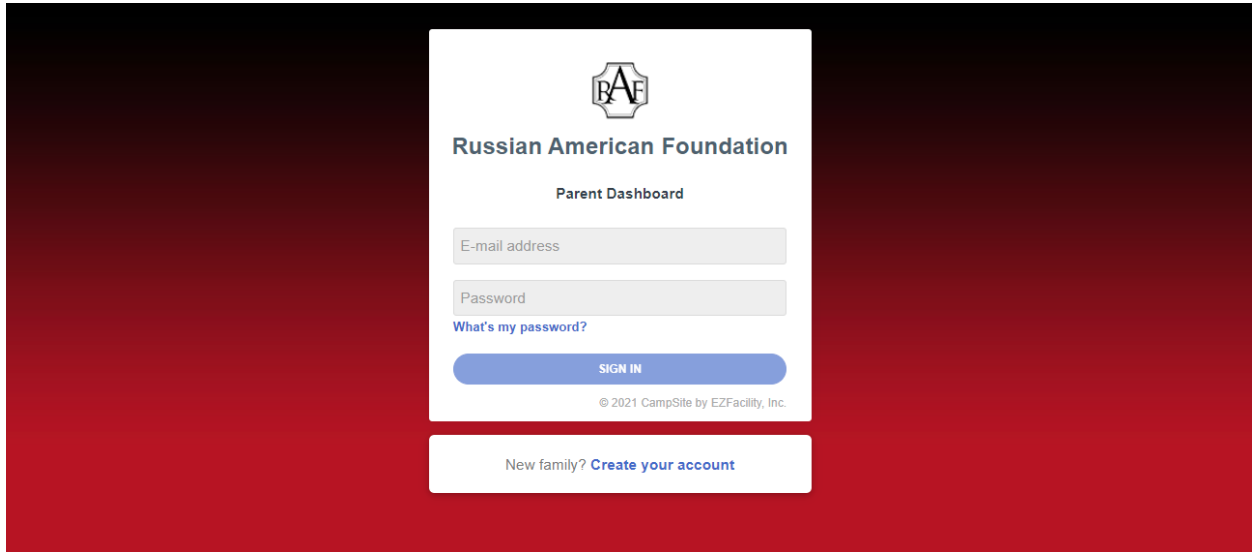 RAF
Russian American Foundation
Parent Dashboard
E-mail address
Password
What's my password?
SIGN IN
© 2021 CampSite by EZFacility, Inc.
New family? Create your account